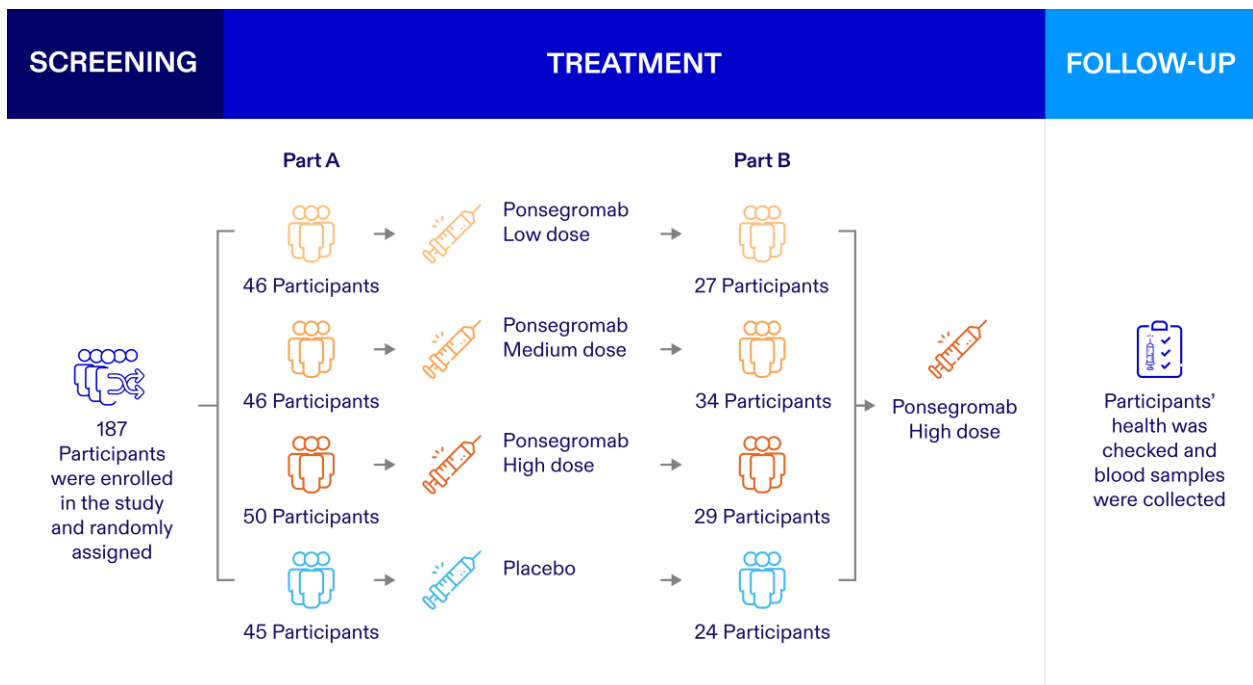 SCREENING
TREATMENT
FOLLOW-UP
Part A
Part B
187
Participants
were enrolled
in the study
and randomly
assigned
46 Participants
Ponsegromab
Low dose
27 Participants
46 Participants
Ponsegromab
Medium dose
34 Participants
50 Participants
Ponsegromab
High dose
29 Participants
45 Participants
Placebo
24 Participants
Ponsegromab
High dose
Participants’
health was
checked and
blood samples
were collected